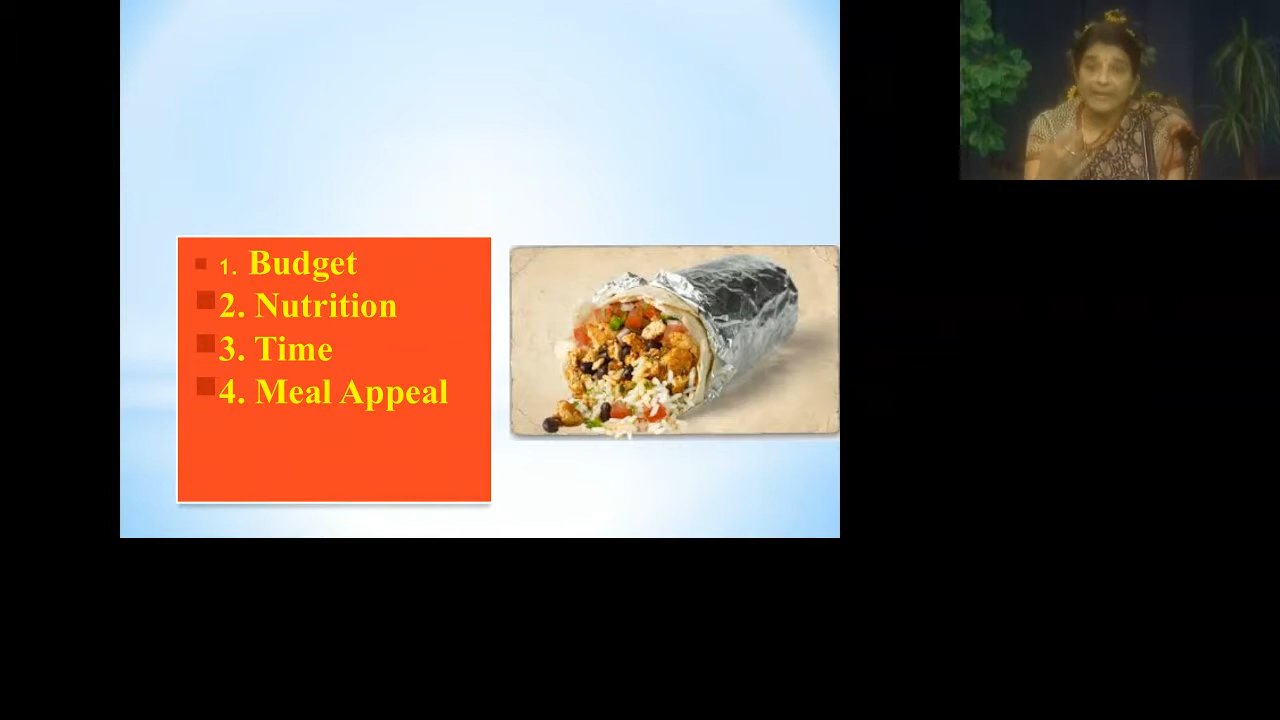 1. Budget
2. Nutrition
3. Time
4. Meal Appeal